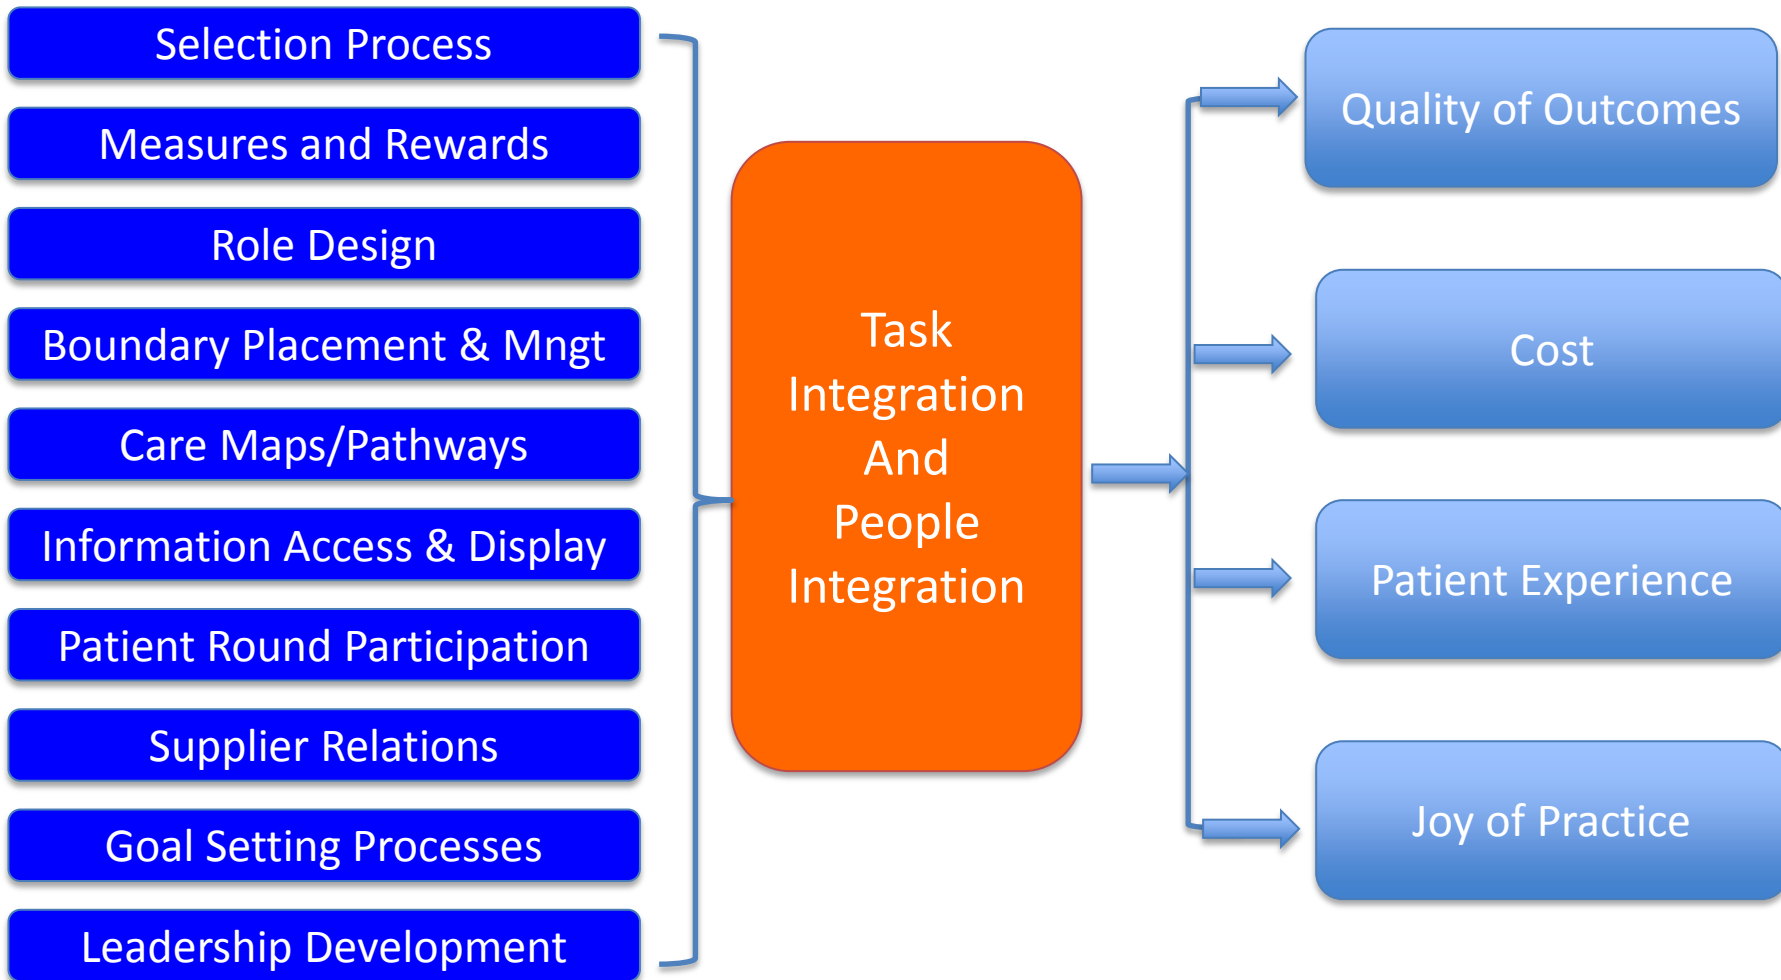 Selection Process
Measures and Rewards
Role Design
Boundary Placement & Mngt
Care Maps/Pathways
Information Access & Display
Patient Round Participation
Supplier Relations
Goal Setting Processes
Leadership Development
Task
Integration
And
People
Integration
Quality of Outcomes
Cost
Patient Experience
Joy of Practice